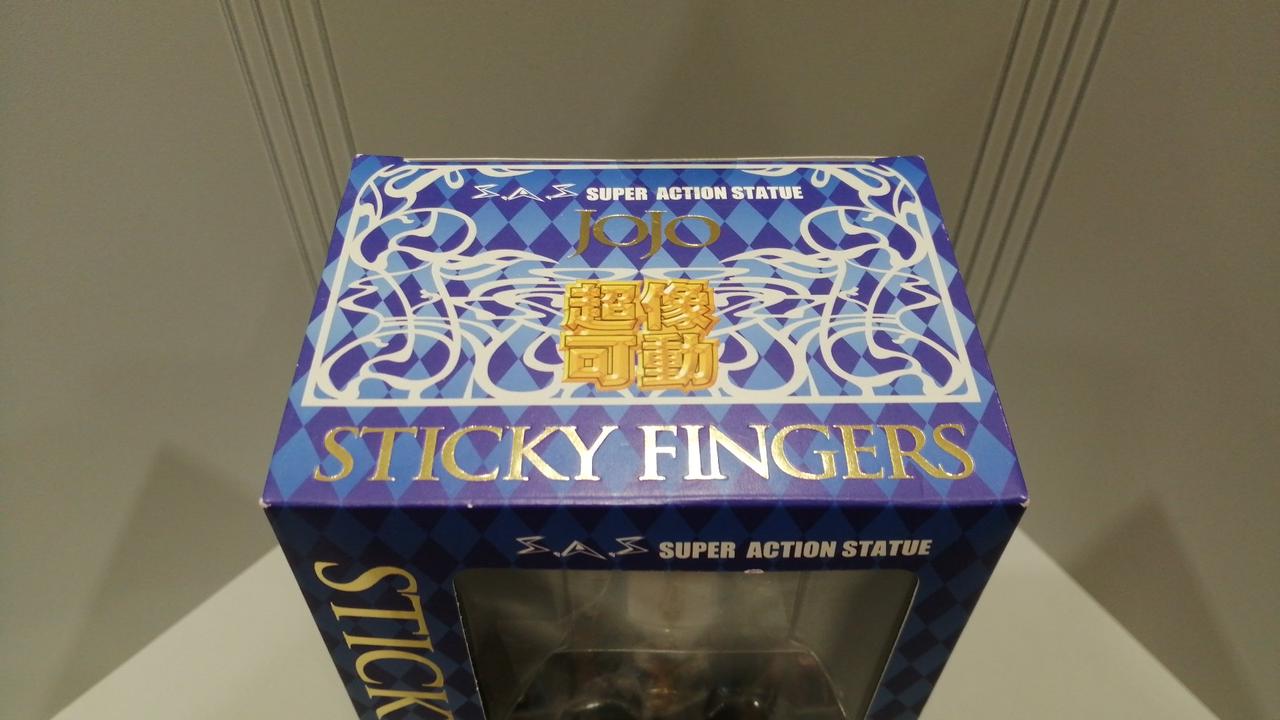 S.A.S SUPER ACTION STATUE
JOJO
超像
可動
STICKY FINGERS
S.A.S SUPER ACTION STATUE
STICK